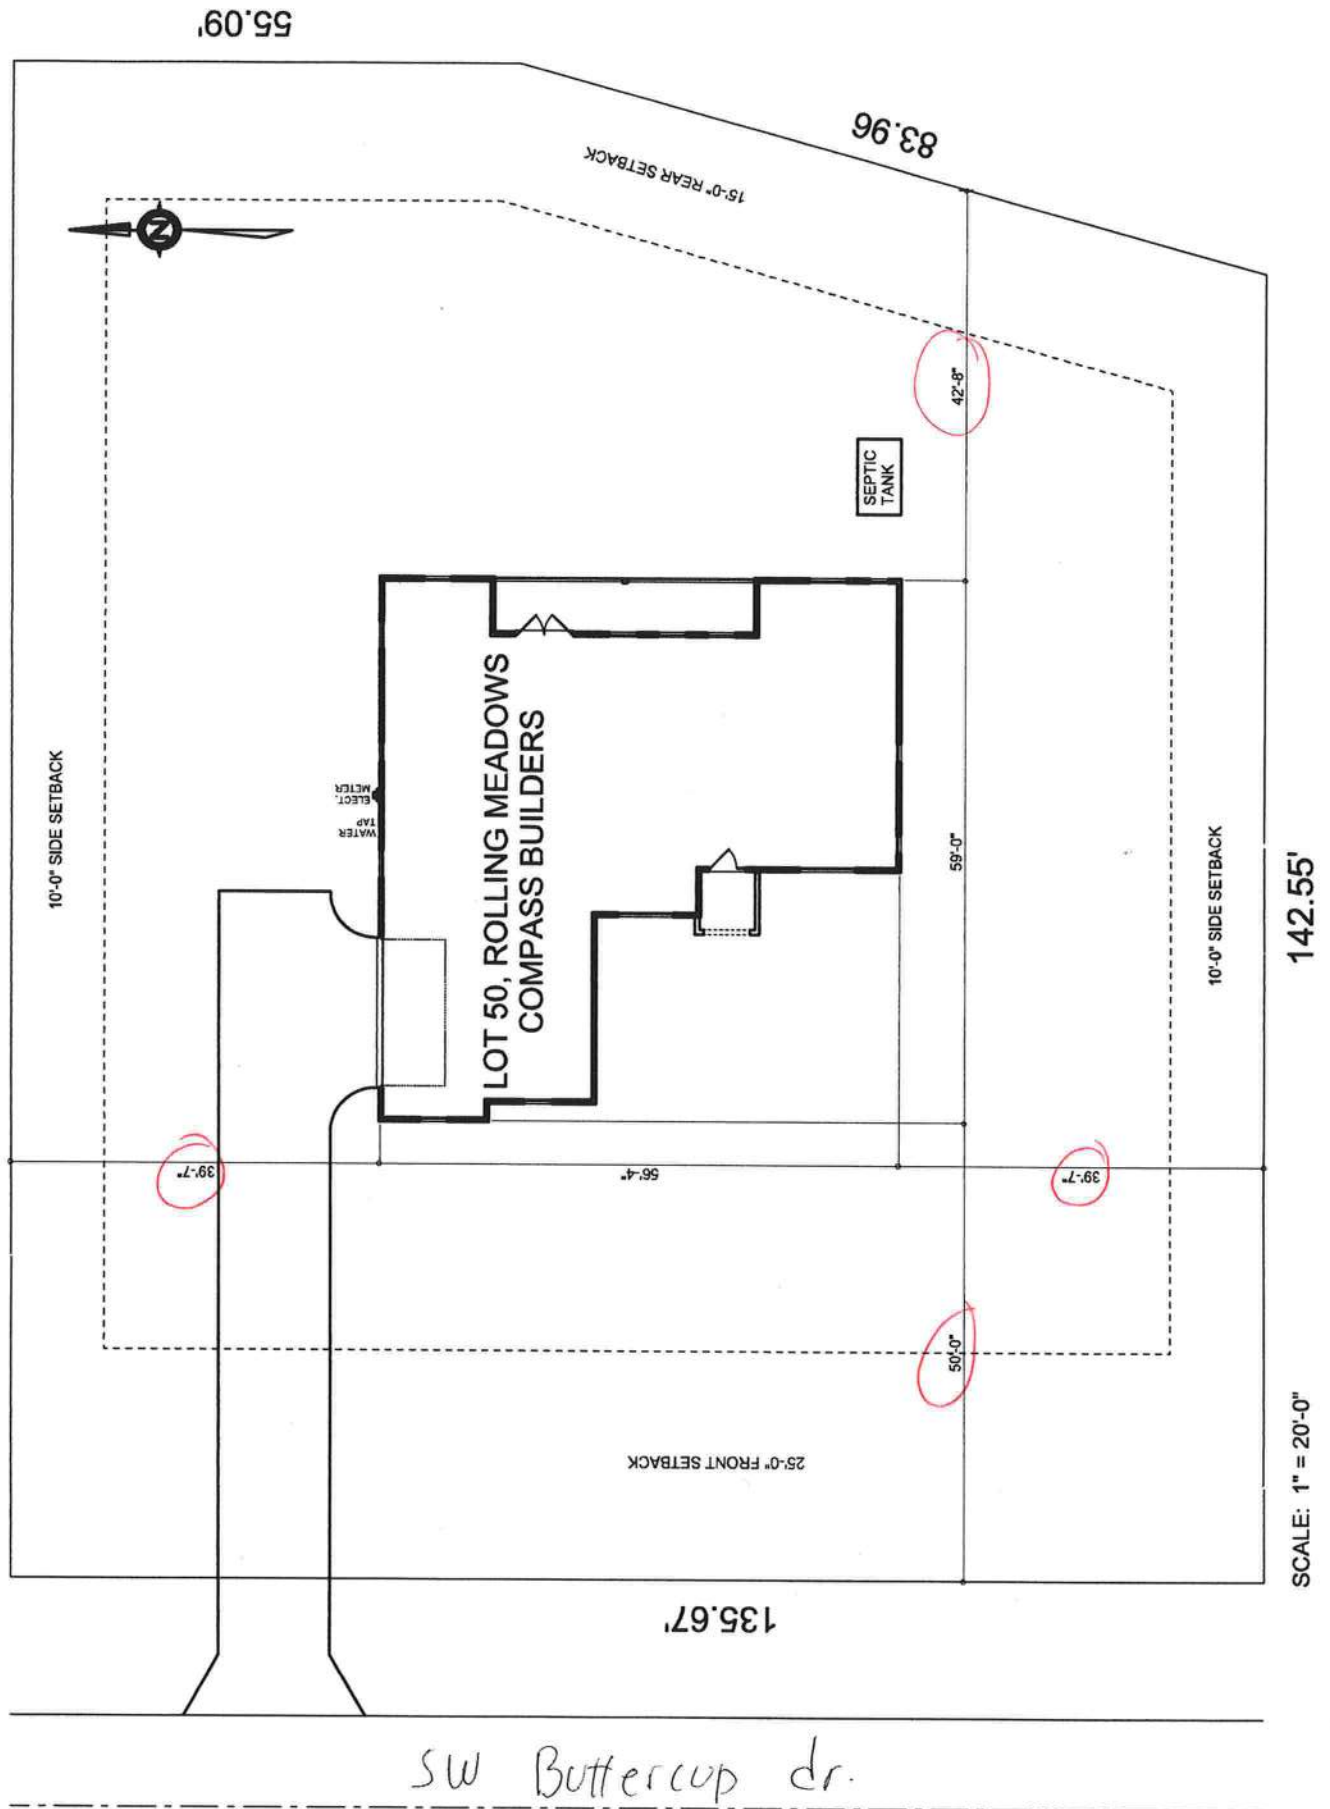 55.09'
83.96
15'-0" REAR SETBACK
N
10'-0" SIDE SETBACK
42'-8"
SEPTIC
TANK
ELECT.
METER
WATER
TAP
LOT 50, ROLLING MEADOWS
COMPASS BUILDERS
59'-0"
10'-0" SIDE SETBACK
142.55'
39'-7"
56'-4"
39'-7"
50'-0"
25'-0" FRONT SETBACK
SCALE: 1" = 20'-0"
135.67'
SW Buttercup dr.